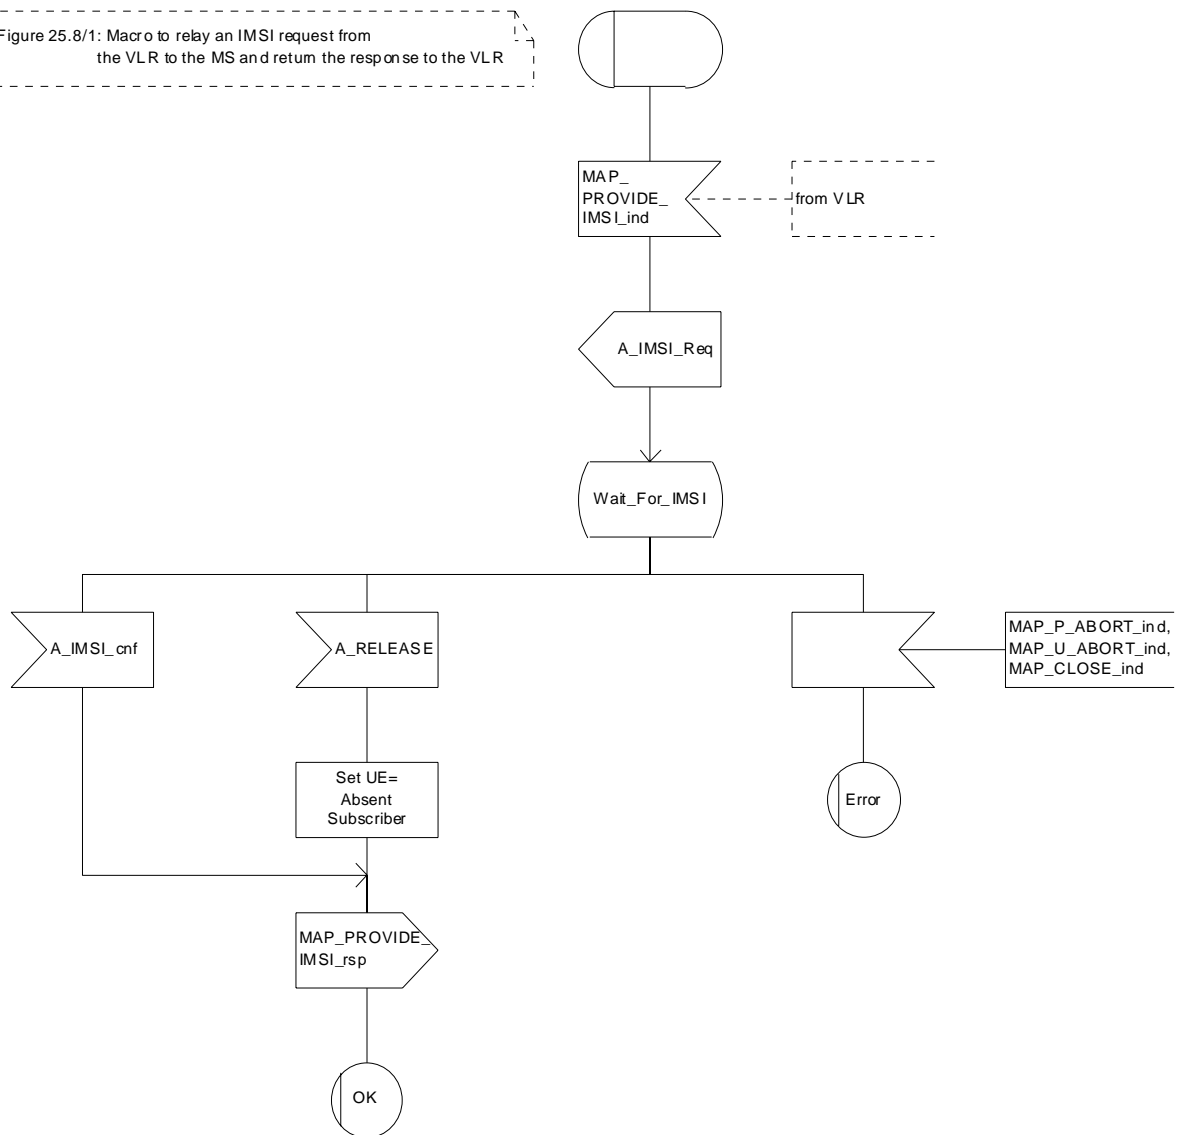 Figure 25.8/1: Macro to relay an IMSI request from
the VLR to the MS and return the response to the VLR
MAP_
PROVIDE_
IMSI_ind
from VLR
A_IMSI_Req
Wait_For_IMSI
A_IMSI_cnf
A_RELEASE
MAP_P_ABORT_ind,
MAP_U_ABORT_ind,
MAP_CLOSE_ind
Set UE=
Absent
Subscriber
Error
MAP_PROVIDE_
IMSI_rsp
OK